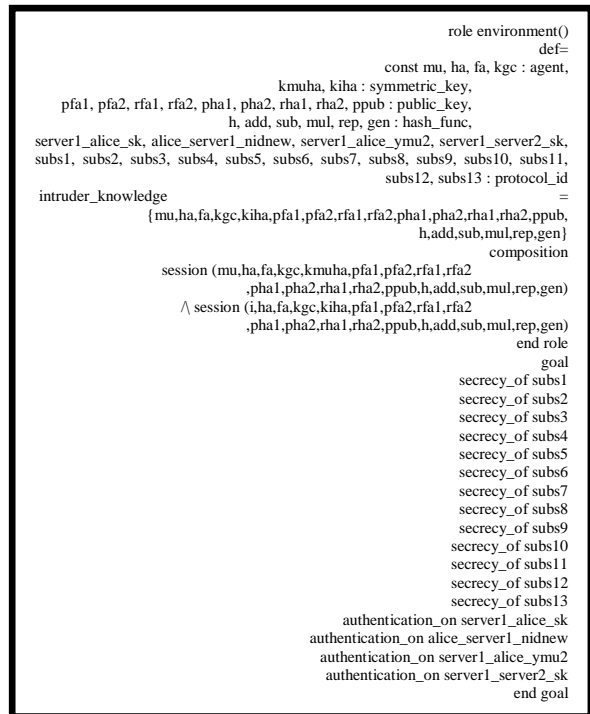 role environment()
def=
const mu, ha, fa, kgc : agent,
kmuha, kiha : symmetric_key,
pfa1, pfa2, rfa1, rfa2, pha1, pha2, rha1, rha2, ppub : public_key,
h, add, sub, mul, rep, gen : hash_func,
server1_alice_sk, alice_server1_nidnew, server1_alice_ymu2, server1_server2_sk,
subs1, subs2, subs3, subs4, subs5, subs6, subs7, subs8, subs9, subs10, subs11,
subs12, subs13 : protocol_id
intruder_knowledge =
{mu,ha,fa,kgc,kiha,pfa1,pfa2,rfa1,rfa2,pha1,pha2,rha1,rha2,ppub,
h,add,sub,mul,rep,gen}
composition
session (mu,ha,fa,kgc,kmuha,pfa1,pfa2,rfa1,rfa2
,pha1,pha2,rha1,rha2,ppub,h,add,sub,mul,rep,gen)
/\ session (i,ha,fa,kgc,kiha,pfa1,pfa2,rfa1,rfa2
,pha1,pha2,rha1,rha2,ppub,h,add,sub,mul,rep,gen)
end role
goal
secrecy_of subs1
secrecy_of subs2
secrecy_of subs3
secrecy_of subs4
secrecy_of subs5
secrecy_of subs6
secrecy_of subs7
secrecy_of subs8
secrecy_of subs9
secrecy_of subs10
secrecy_of subs11
secrecy_of subs12
secrecy_of subs13
authentication_on server1_alice_sk
authentication_on alice_server1_nidnew
authentication_on server1_alice_ymu2
authentication_on server1_server2_sk
end goal